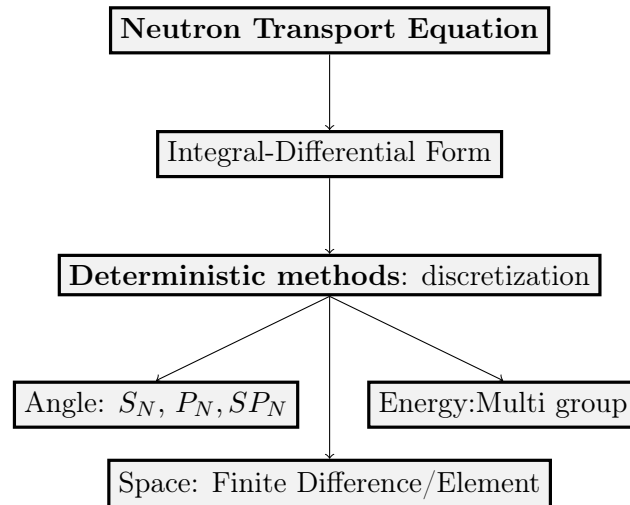 Neutron Transport Equation
Integral-Differential Form
Deterministic methods: discretization
Angle: S_N, P_N, SP_N
Energy:Multi group
Space: Finite Difference/Element